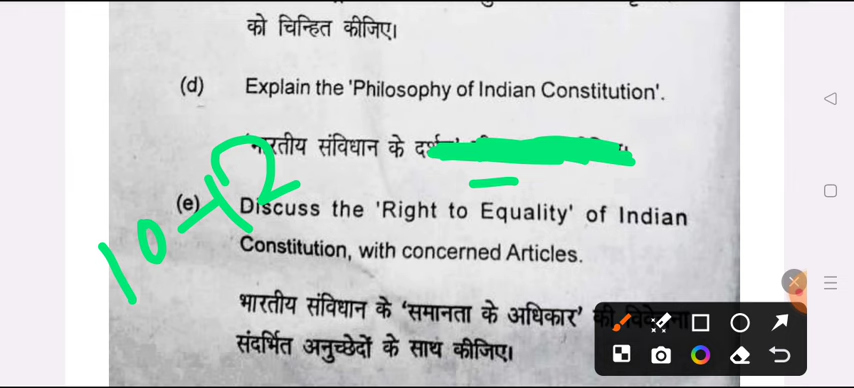 को चिन्हित कीजिए।
(d) Explain the 'Philosophy of Indian Constitution'.
भारतीय संविधान के
(e) Discuss the 'Right to Equality' of Indian
Constitution, with concerned Articles.
10-12
भारतीय संविधान के 'समानता के अधिकार' की
संदर्भित अनुच्छेदों के साथ कीजिए।